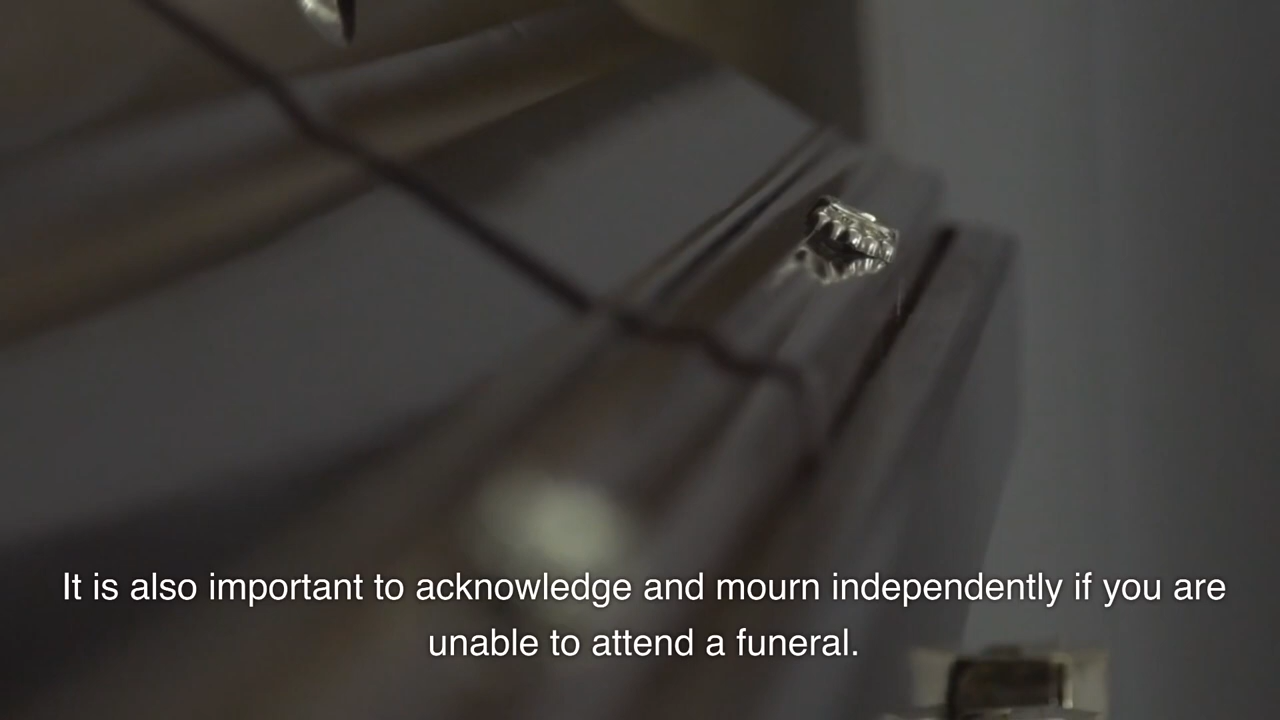 It is also important to acknowledge and mourn independently if you are
unable to attend a funeral.